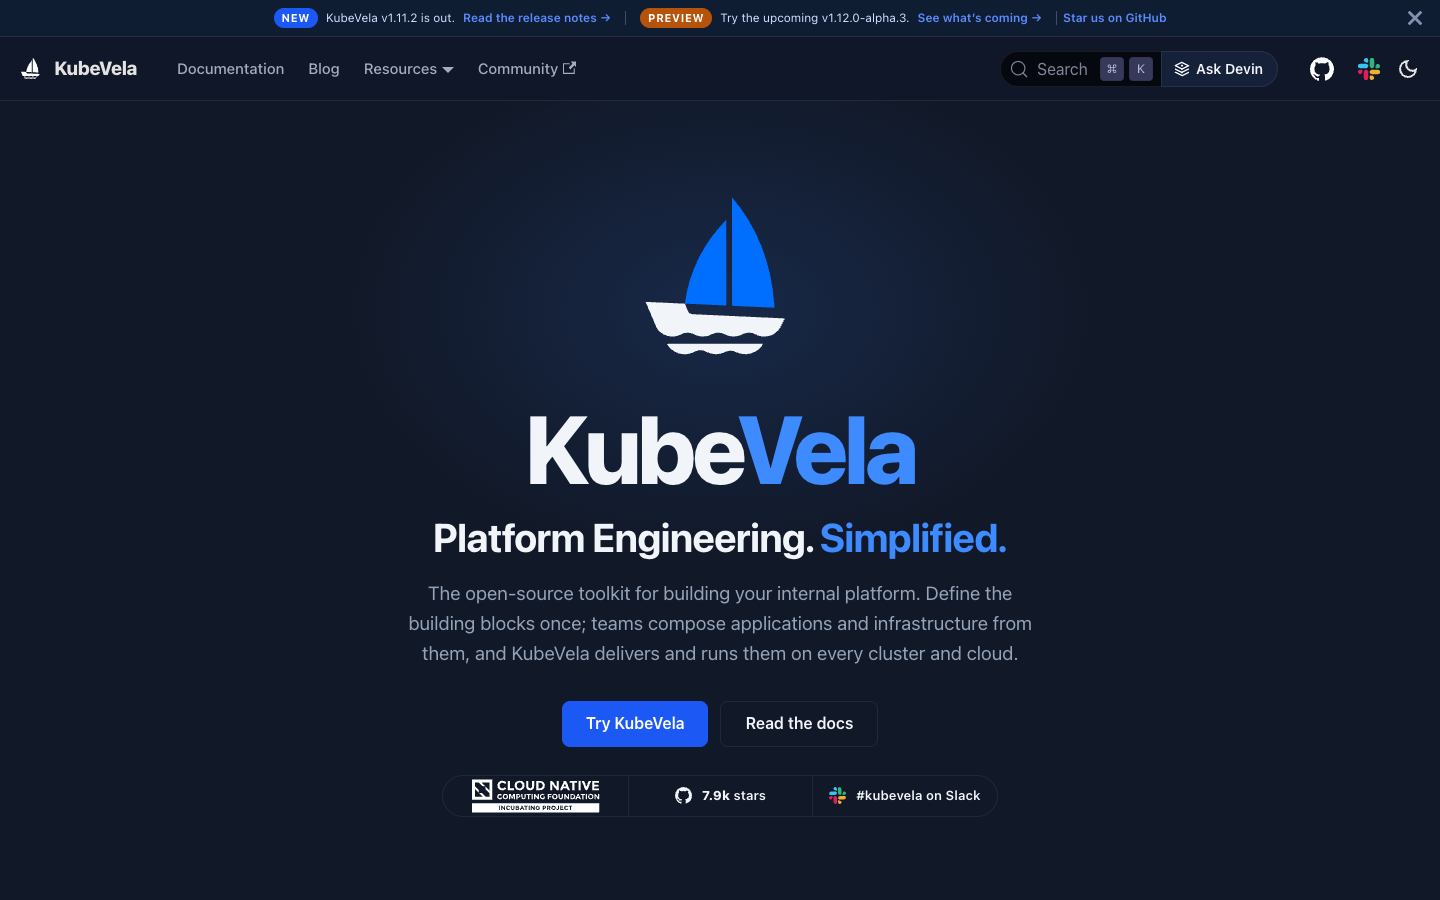 NEW KubeVela v1.11.2 is out. Read the release notes → PREVIEW Try the upcoming v1.12.0-alpha.3. See what's coming → Star us on GitHub
KubeVela Documentation Blog Resources Community Search ⌘ K Ask Devin
KubeVela
Platform Engineering. Simplified.
The open-source toolkit for building your internal platform. Define the
building blocks once; teams compose applications and infrastructure from
them, and KubeVela delivers and runs them on every cluster and cloud.
Try KubeVela Read the docs
CLOUD NATIVE
COMPUTING FOUNDATION
INCUBATING PROJECT
7.9k stars
#kubevela on Slack